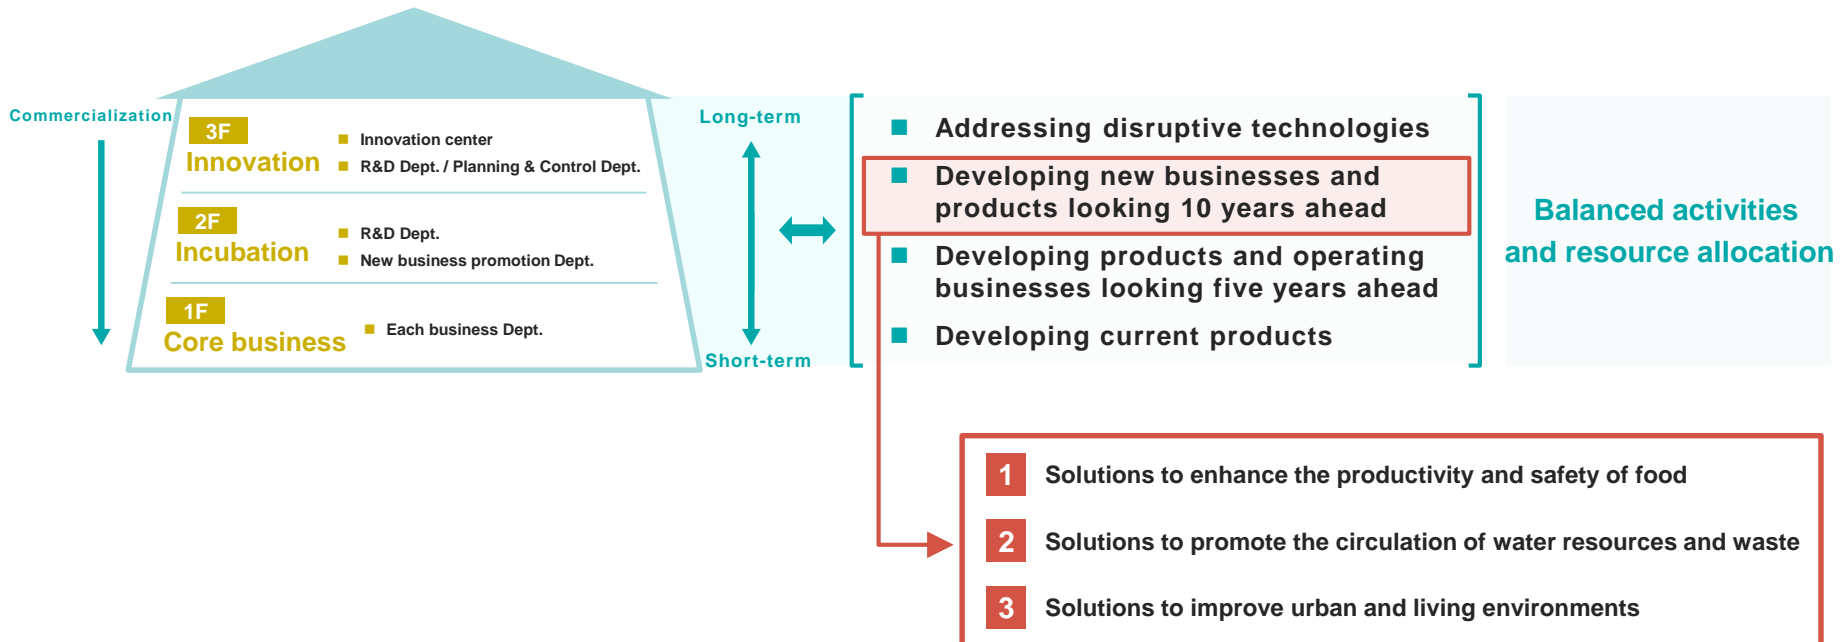 Commercialization
3F
Innovation
Innovation center
R&D Dept. / Planning & Control Dept.
2F
Incubation
R&D Dept.
New business promotion Dept.
1F
Core business
Each business Dept.
Long-term
Short-term
Addressing disruptive technologies
Developing new businesses and
products looking 10 years ahead
Developing products and operating
businesses looking five years ahead
Developing current products
Balanced activities
and resource allocation
1 Solutions to enhance the productivity and safety of food
2 Solutions to promote the circulation of water resources and waste
3 Solutions to improve urban and living environments